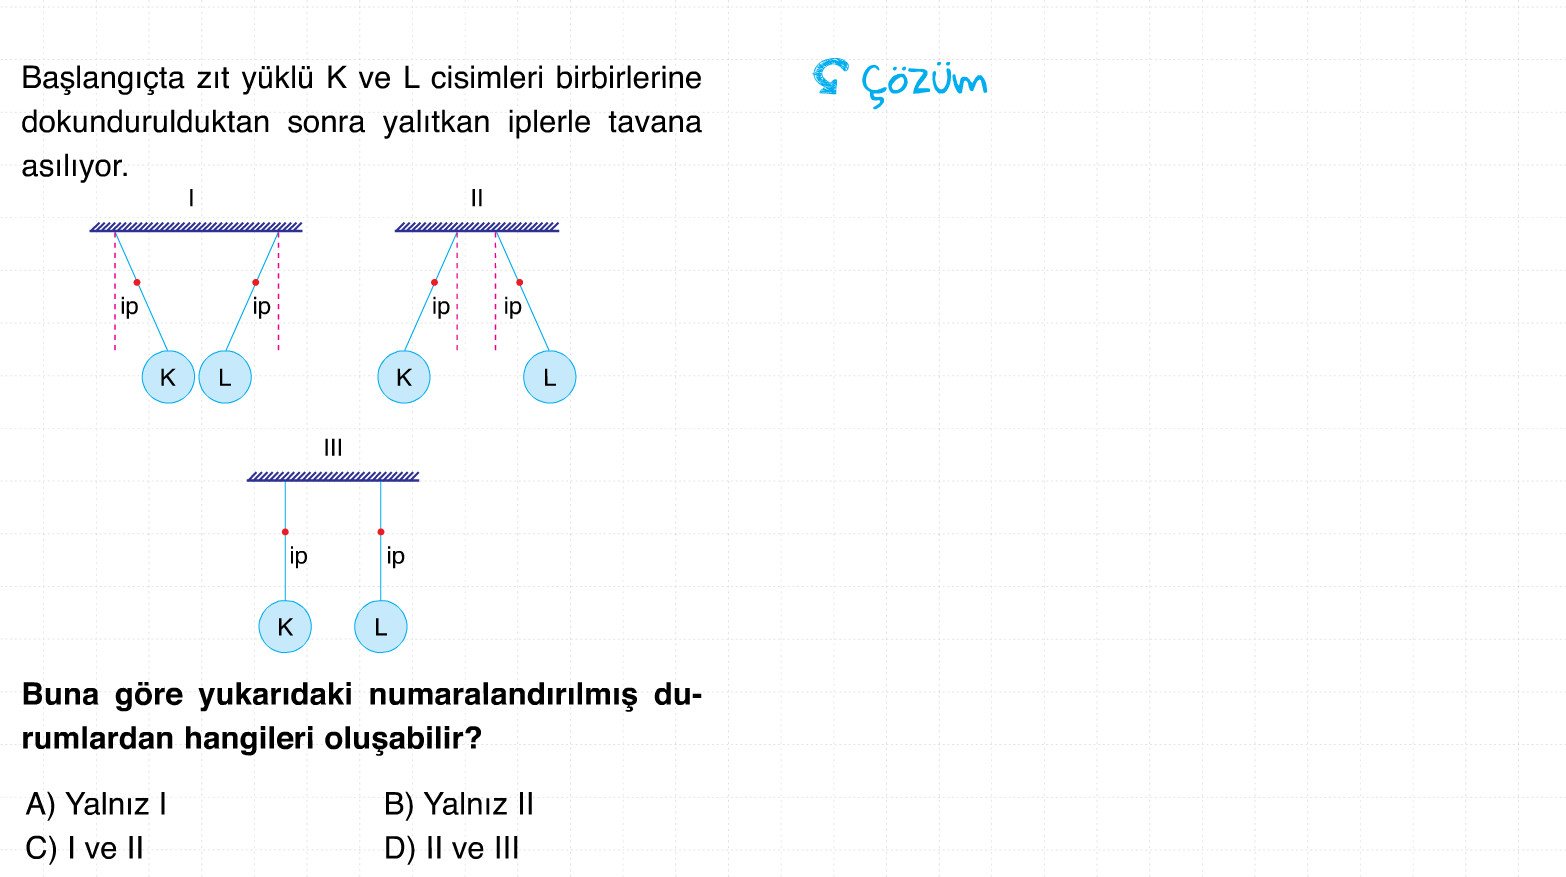 Başlangıçta zıt yüklü K ve L cisimleri birbirlerine
dokundurulduktan sonra yalıtkan iplerle tavana
asılıyor.
Çözüm
I
II
ip
ip
ip
ip
K
L
K
L
III
ip
ip
K
L
Buna göre yukarıdaki numaralandırılmış du-
rumlardan hangileri oluşabilir?
A) Yalnız I
B) Yalnız II
C) I ve II
D) II ve III